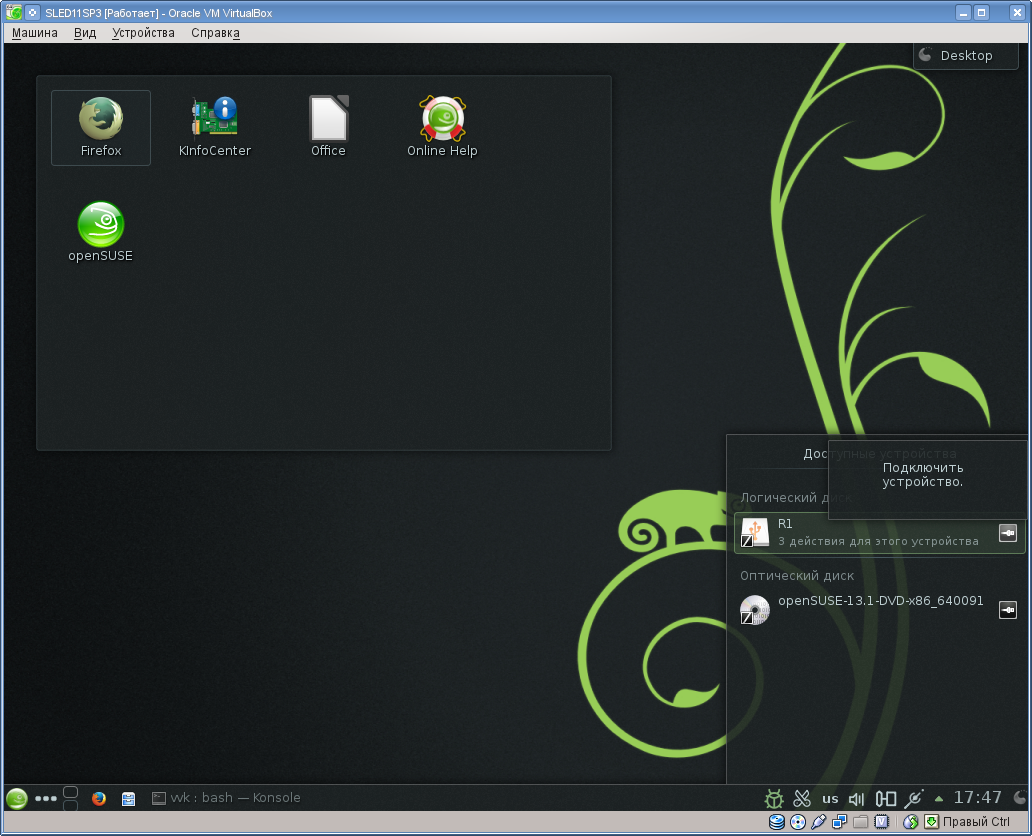 SLED11SP3 [Работает] - Oracle VM VirtualBox
Машина Вид Устройства Справка
Desktop
Firefox
KInfoCenter
Office
Online Help
openSUSE
Доступные устройства
Подключить
устройство.
Логический диск
R1
3 действия для этого устройства
Оптический диск
openSUSE-13.1-DVD-x86_640091
vvk : bash — Konsole
us
17:47
Правый Ctrl